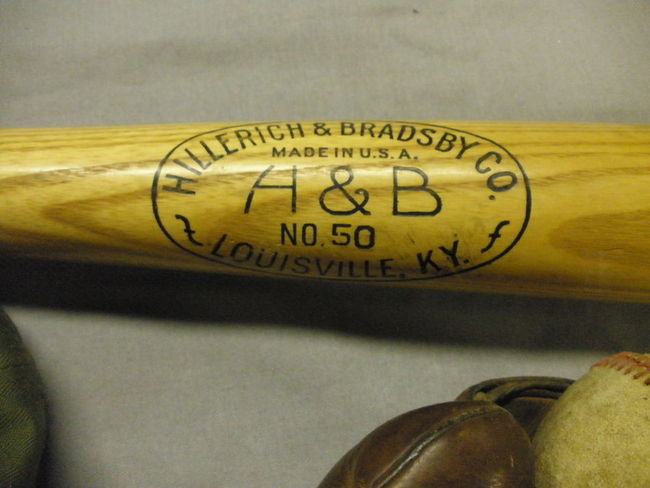 HILLERICH & BRADSBY CO.
MADE IN U.S.A.
H & B
NO. 50
LOUISVILLE, KY.